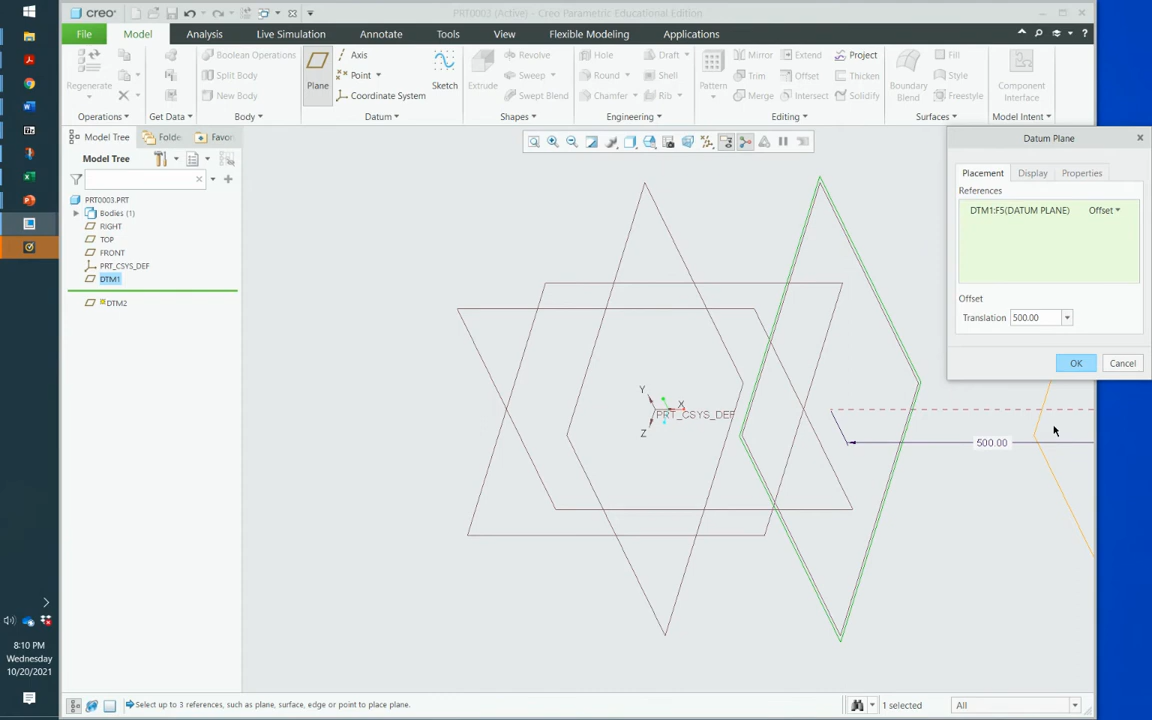 creo
PRT0003 (Active) - Creo Parametric Educational Edition
File Model Analysis Live Simulation Annotate Tools View Flexible Modeling Applications
Regenerate
Operations
Get Data
Boolean Operations
Split Body
New Body
Body
Plane
Axis
Point
Coordinate System
Sketch
Datum
Extrude
Revolve
Sweep
Swept Blend
Shapes
Hole
Round
Chamfer
Draft
Shell
Rib
Engineering
Pattern
Mirror
Trim
Merge
Extend
Offset
Intersect
Project
Thicken
Solidify
Editing
Boundary
Blend
Fill
Style
Freestyle
Surfaces
Component
Interface
Model Intent
Model Tree
Folde
Favor
Model Tree
PRT0003.PRT
Bodies (1)
RIGHT
TOP
FRONT
PRT_CSYS_DEF
DTM1
DTM2
Y
X
Z
PRT_CSYS_DEF
500.00
Datum Plane
Placement Display Properties
References
DTM1:F5(DATUM PLANE) Offset
Offset
Translation 500.00
OK Cancel
8:10 PM
Wednesday
10/20/2021
Select up to 3 references, such as plane, surface, edge or point to place plane.
1 selected
All